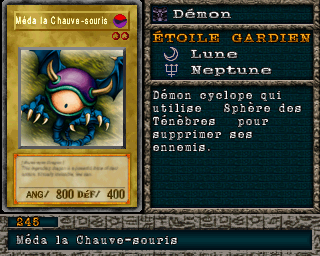 Méda la Chauve-souris
ANG/ 800 DéF/ 400
Démon
ÉTOILE GARDIEN
Lune
Neptune
Démon cyclope qui
utilise Sphère des
Ténèbres pour
supprimer ses
ennemis.
245
Méda la Chauve-souris